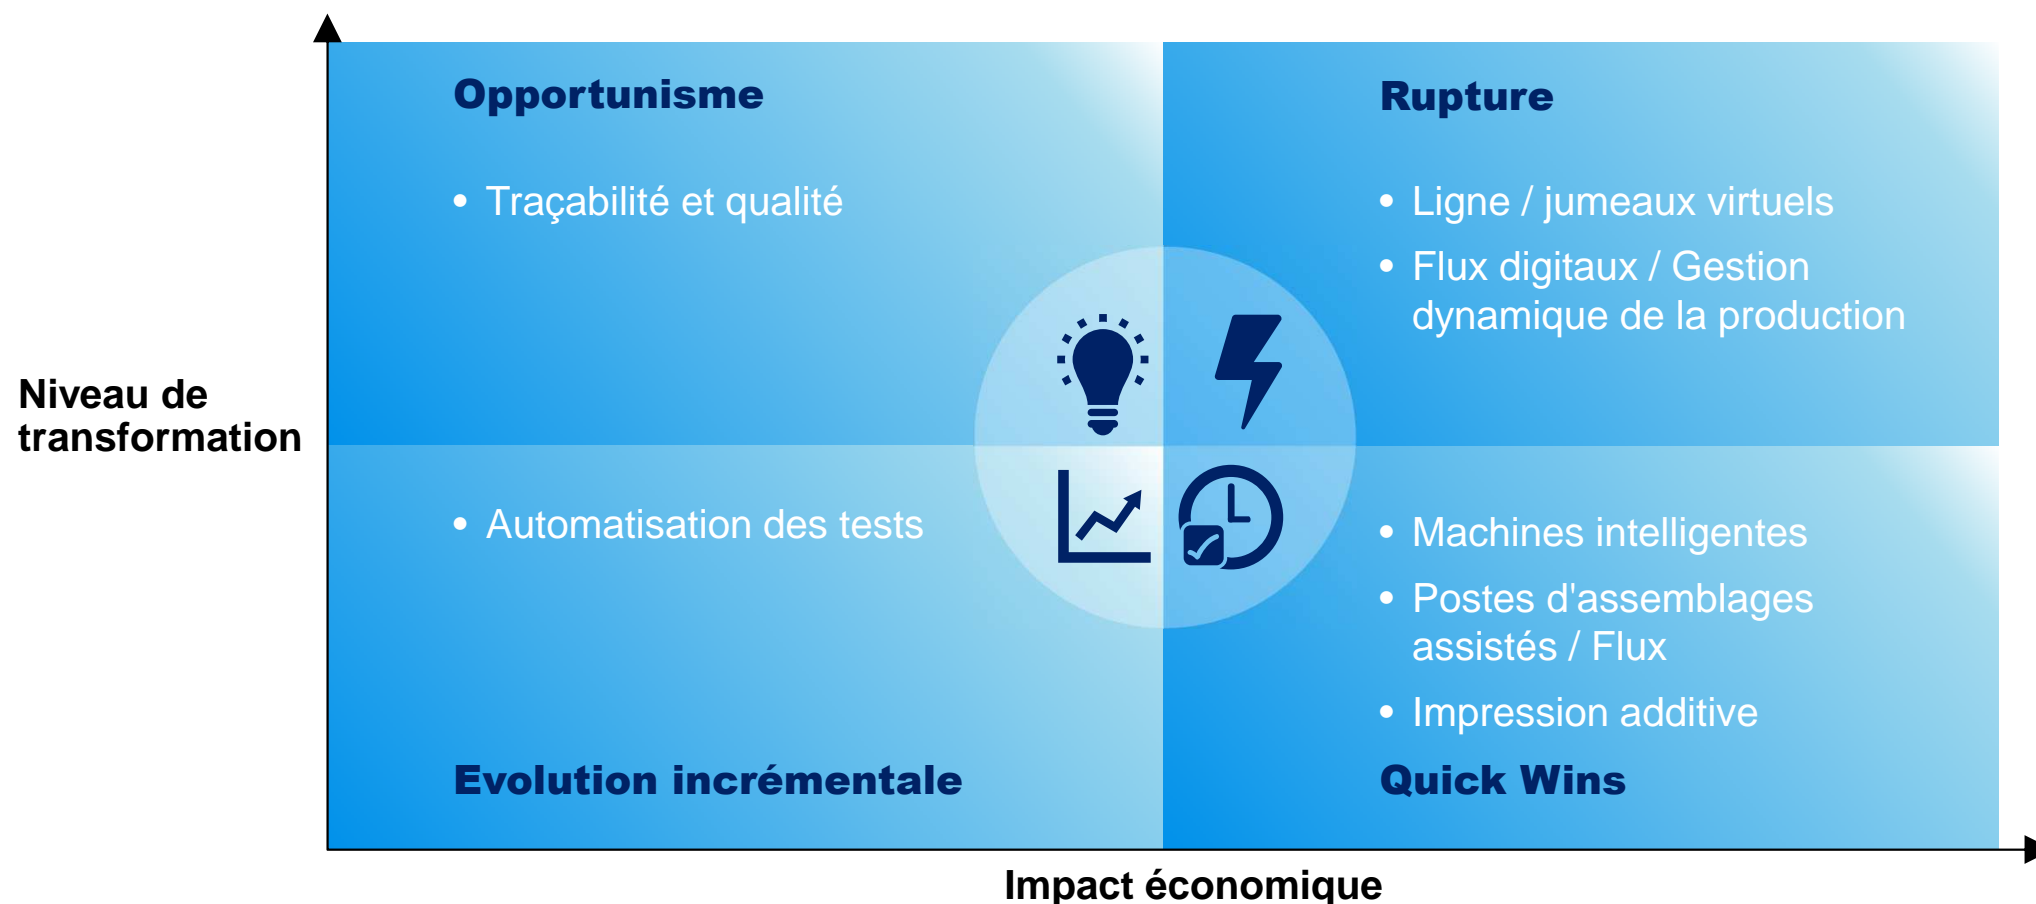 Niveau de
transformation
Opportunisme
• Traçabilité et qualité
Rupture
• Ligne / jumeaux virtuels
• Flux digitaux / Gestion
dynamique de la production
• Automatisation des tests
Evolution incrémentale
• Machines intelligentes
• Postes d'assemblages
assistés / Flux
• Impression additive
Quick Wins
Impact économique